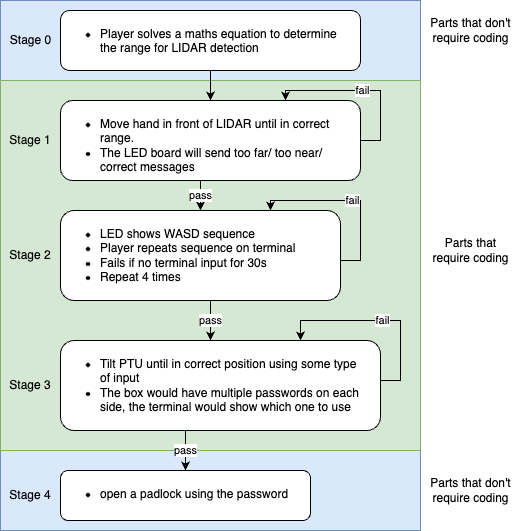 Stage 0
Player solves a maths equation to determine
the range for LIDAR detection
Parts that don't
require coding
fail
Stage 1
Move hand in front of LIDAR until in correct
range.
The LED board will send too far/ too near/
correct messages
pass
fail
Stage 2
LED shows WASD sequence
Player repeats sequence on terminal
Fails if no terminal input for 30s
Repeat 4 times
Parts that
require coding
pass
fail
Stage 3
Tilt PTU until in correct position using some type
of input
The box would have multiple passwords on each
side, the terminal would show which one to use
pass
Stage 4
open a padlock using the password
Parts that don't
require coding